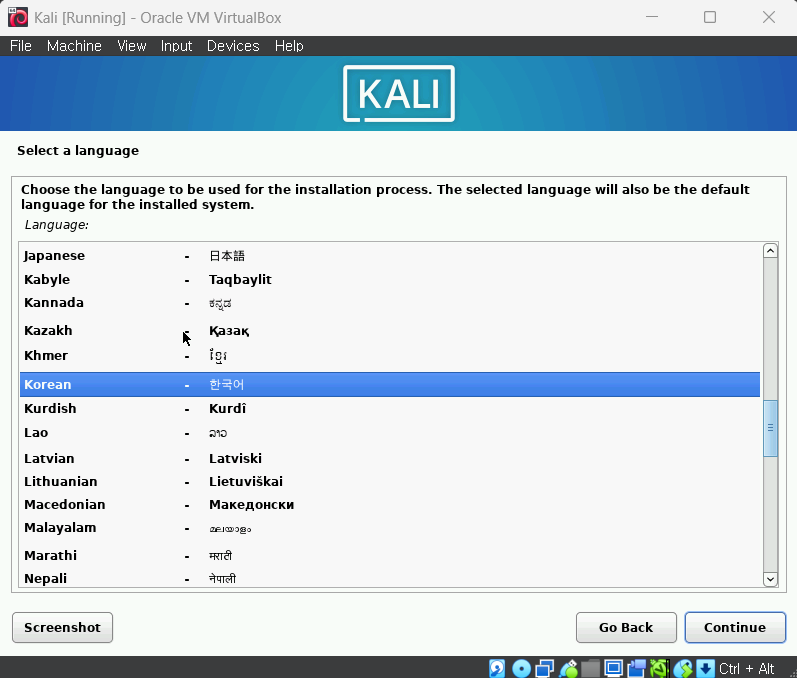 Kali [Running] - Oracle VM VirtualBox
File Machine View Input Devices Help
KALI
Select a language
Choose the language to be used for the installation process. The selected language will also be the default
language for the installed system.
Language:
Japanese - 日本語
Kabyle - Taqbaylit
Kannada - ಕನ್ನಡ
Kazakh - Қазақ
Khmer - ខ្មែរ
Korean - 한국어
Kurdish - Kurdî
Lao - ລາວ
Latvian - Latviski
Lithuanian - Lietuviškai
Macedonian - Македонски
Malayalam - മലയാളം
Marathi - मराठी
Nepali - नेपाली
Screenshot Go Back Continue
Ctrl + Alt